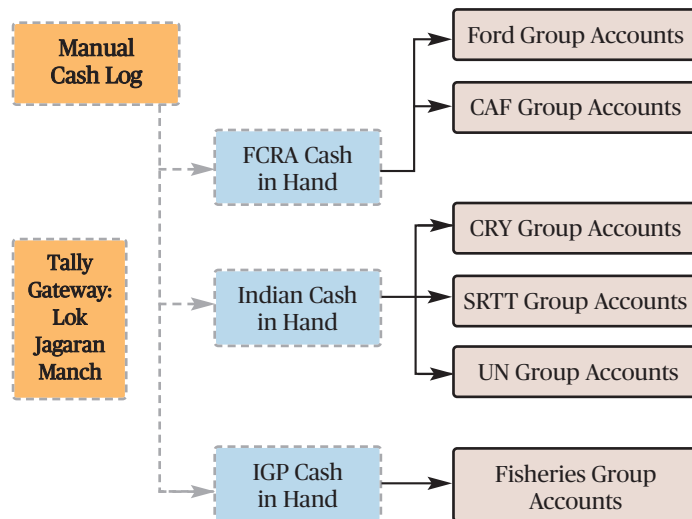 Manual
Cash Log
Ford Group Accounts
CAF Group Accounts
FCRA Cash
in Hand
CRY Group Accounts
Tally
Gateway:
Lok
Jagaran
Manch
Indian Cash
in Hand
SRTT Group Accounts
UN Group Accounts
IGP Cash
in Hand
Fisheries Group
Accounts